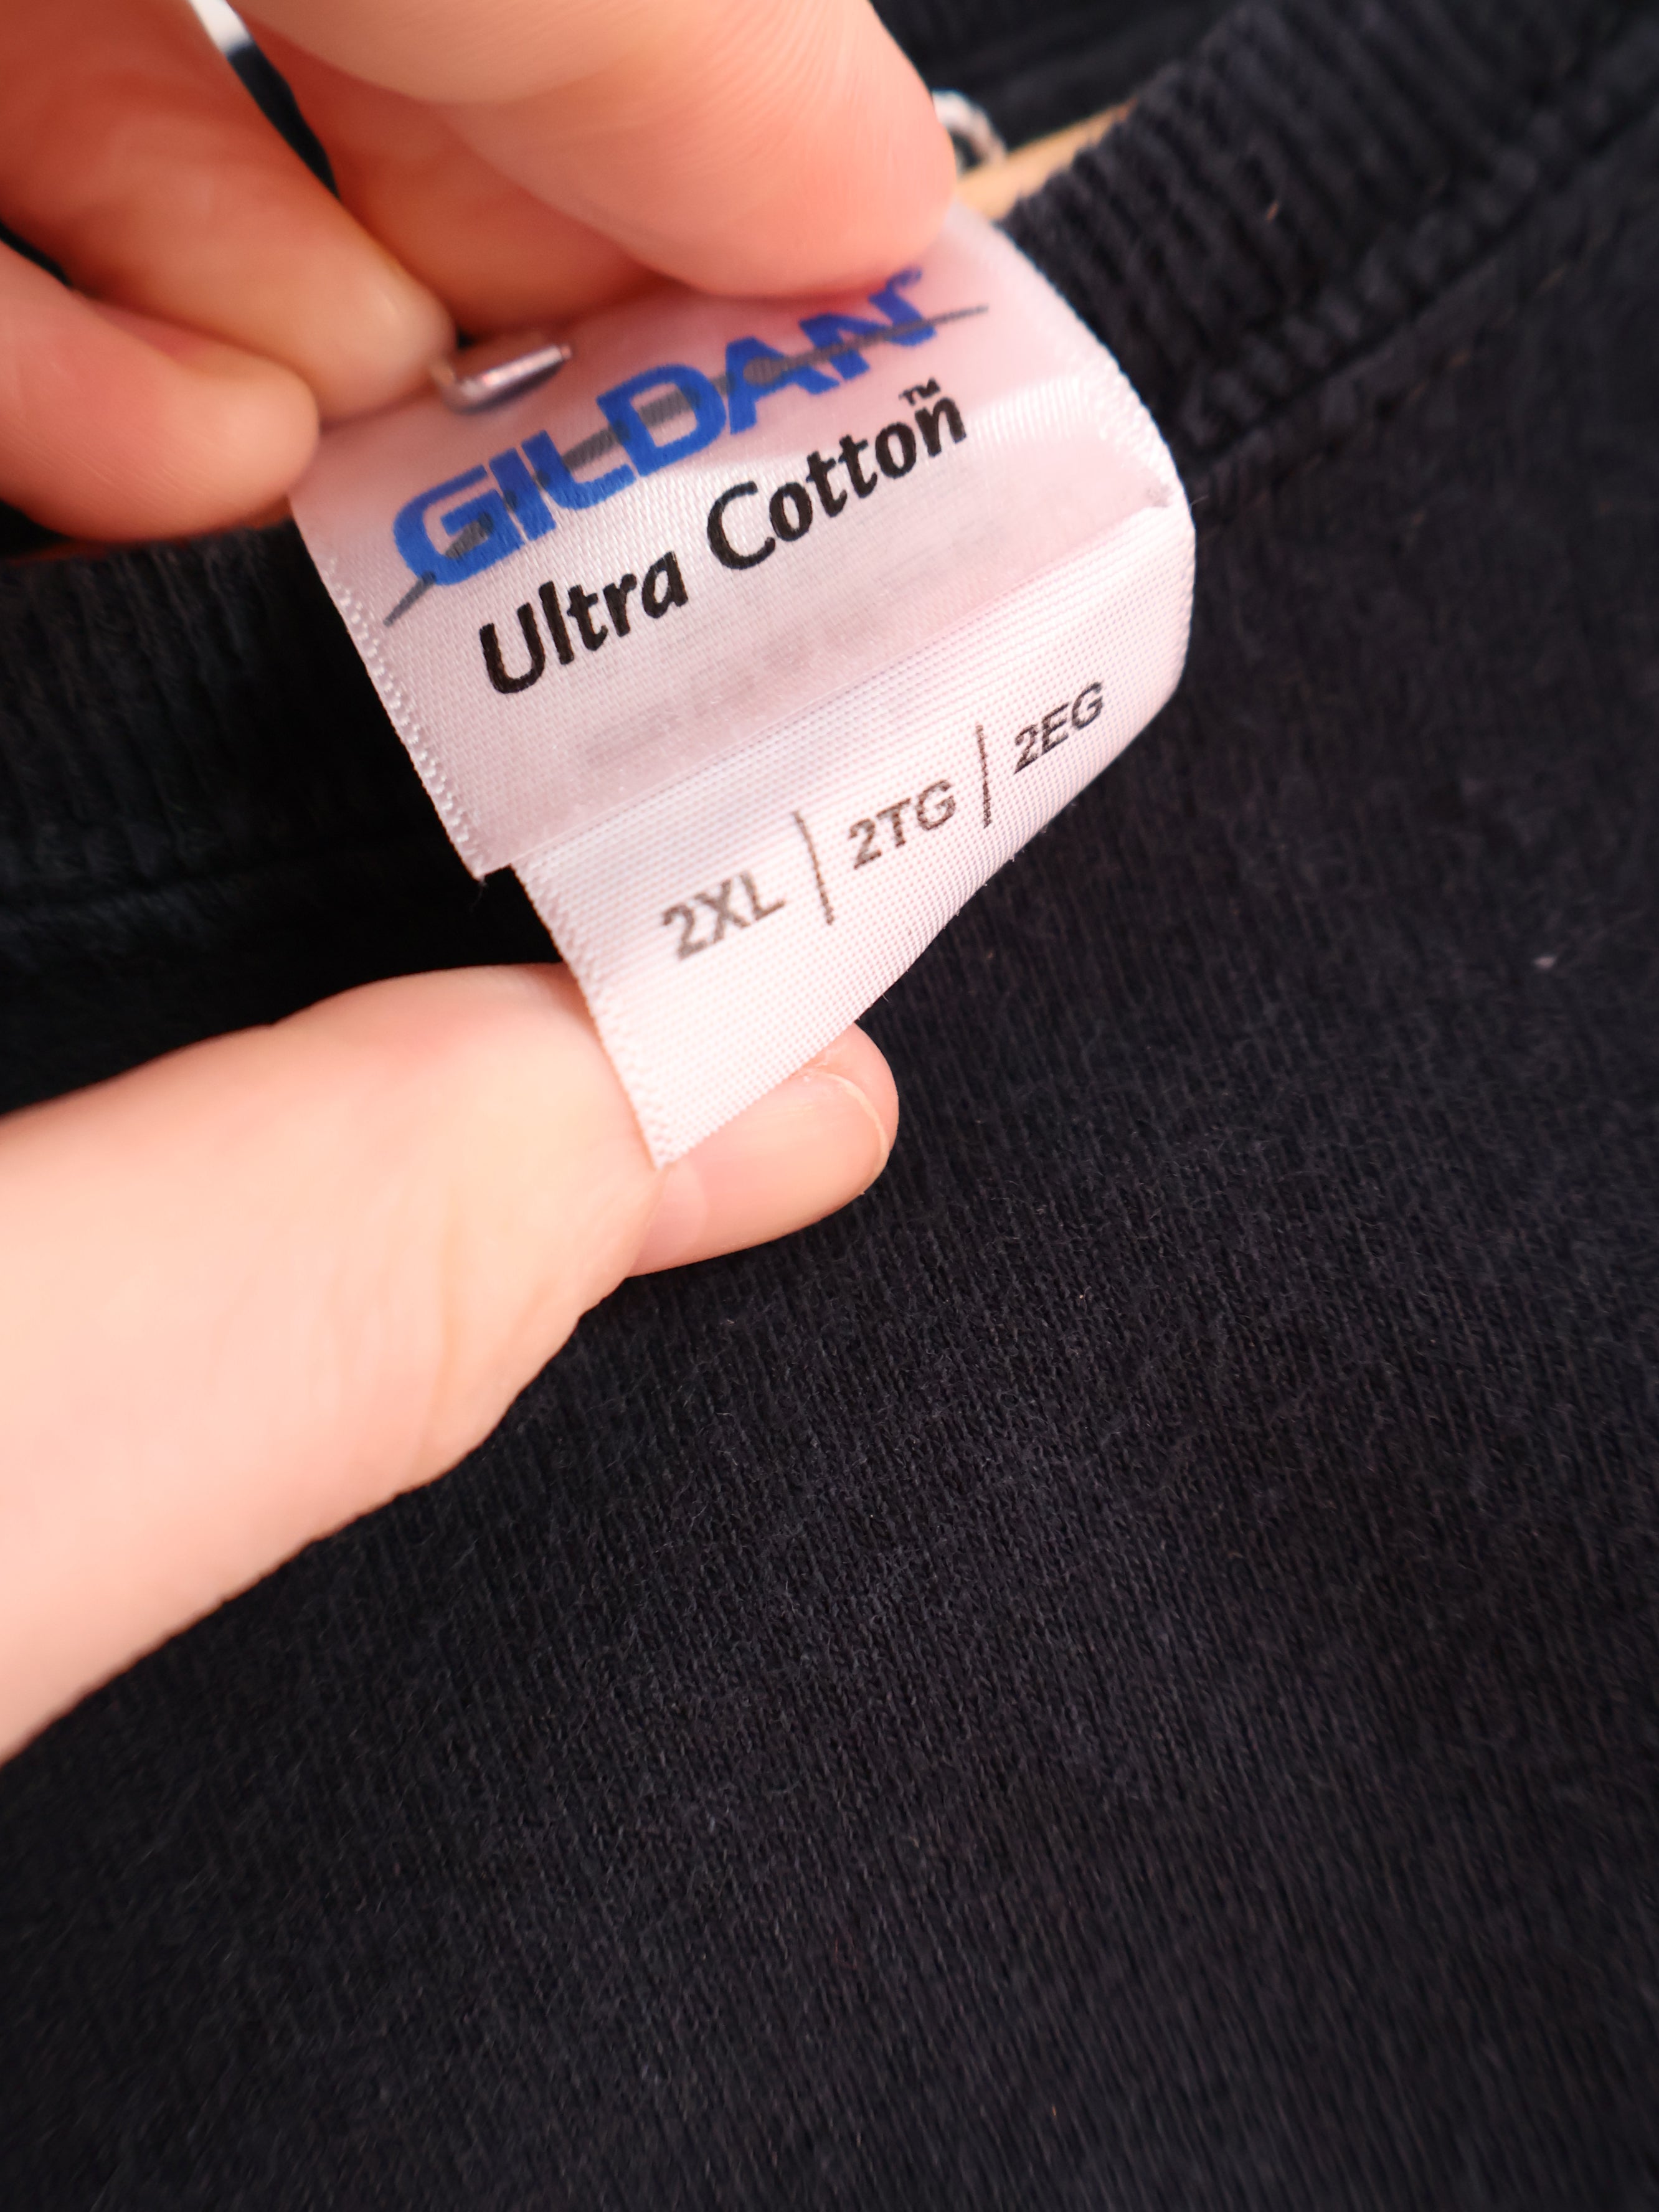 GILDAN
Ultra Cotton™
2XL | 2TG | 2EG